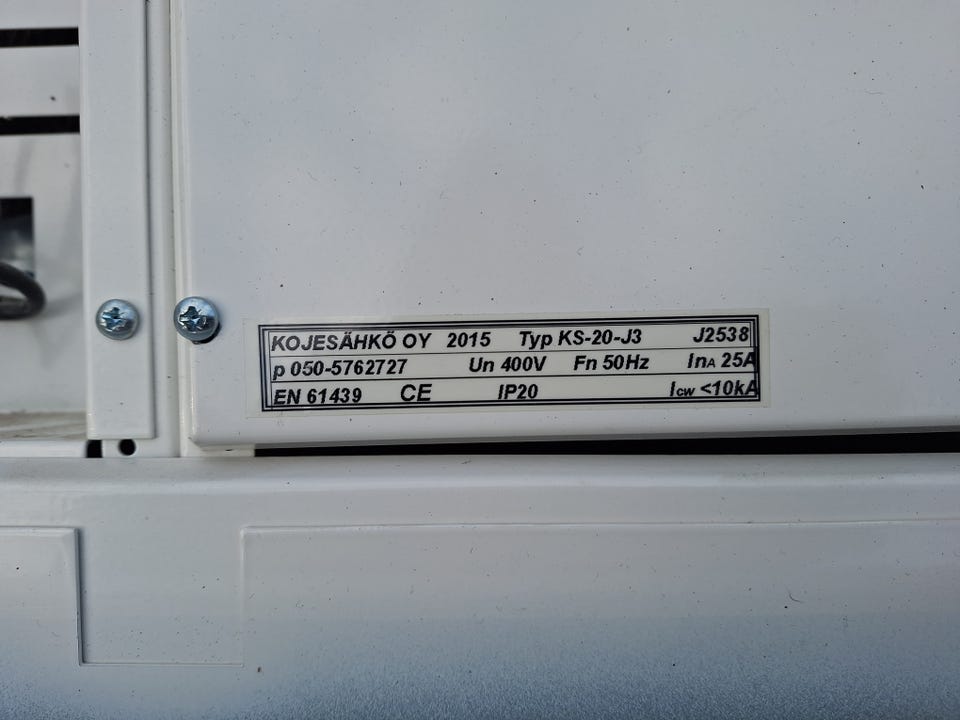 KOJESÄHKÖ OY 2015 Typ KS-20-J3 J2538
p 050-5762727 Un 400V Fn 50Hz InA 25A
EN 61439 CE IP20 Icw <10kA